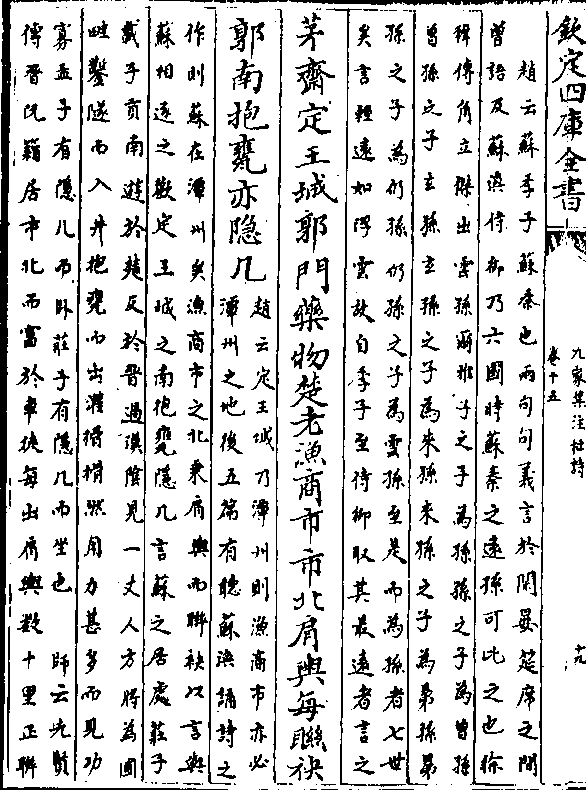 欽定四庫全書
九家集注杜詩
卷十五
十九
趙云蘇季子蘇秦也兩句句義言於閑晏筵席之間
曾語及蘇渙侍御乃六國時蘇秦之遠孫可比之也徐
稺傳角立傑出雲孫爾雅子之子為孫孫之子為曾孫
曾孫之子玄孫玄孫之子為來孫來孫之子為晜孫晜
孫之子為仍孫仍孫之子為雲孫至是而為孫者七世
矣言輕遠如浮雲故自季子至侍御取其最遠者言之
茅齋定王城郭門藥物楚老漁商市市北肩輿每聯袂
郭南抱甕亦隐几
趙云定王城乃潭州則漁商市亦必
潭州之地後五篇有聽蘇渙誦詩之
作則蘇在潭州矣漁商市之北乘肩輿而聯袂以言與
蘇相逐之歡定王城之南抱甕隱几言蘇之居處莊子
載子貢南遊於楚反於晉過漢陰見一丈人方將為圃
畦鑿隧而入井抱甕而出灌搰搰然用力甚多而見功
寡孟子有隱几而卧莊子有隱几而坐也 師云先賢
傳晉阮籍居市北而富於車徒每出肩輿數十里正聯